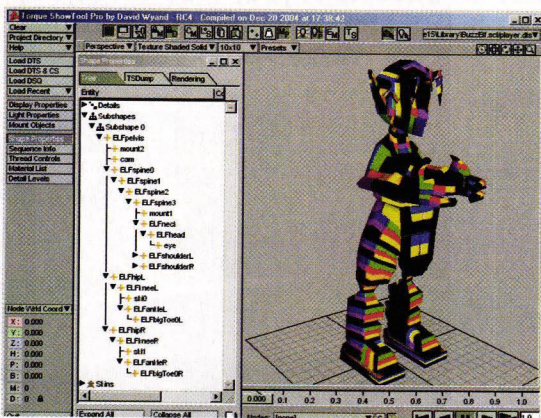 Torque ShowTool Pro by David Wyand - RC4 - Compiled on Dec 20 2004 at 17:38:42
Clear
Project Directory
Help
Load DTS
Load DTS & CS
Load DSQ
Load Recent
Display Properties
Light Properties
Mount Objects
Shape Properties
Sequence Info
Thread Controls
Material List
Detail Levels
Perspective Texture Shaded Solid 10x10 Presets
Shape Properties
Tree TSDump Rendering
Entity
Details
Subshapes
Subshape 0
ELFpelvis
mount2
cam
ELFspine0
ELFspine1
ELFspine2
ELFspine3
mount1
ELFneck
ELFhead
eye
ELFshoulderL
ELFshoulderR
ELFhipL
ELFkneeL
ski0
ELFankleL
ELFbigToe0L
ELFhipR
ELFkneeR
ski1
ELFankleR
ELFbigToe0R
Skins
Expand All Collapse All
Node World Coord
X: 0.000
Y: 0.000
Z: 0.000
H: 0.000
P: 0.000
B: 0.000
M: 0
D: 0
0.000 0.1 0.2 0.3 0.4 0.5 0.6 0.7 0.8 0.9 1.0
1.0